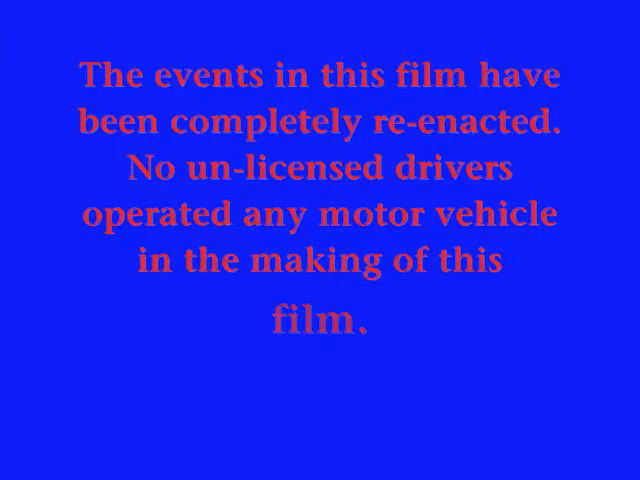 The events in this film have
been completely re-enacted.
No un-licensed drivers
operated any motor vehicle
in the making of this
film.